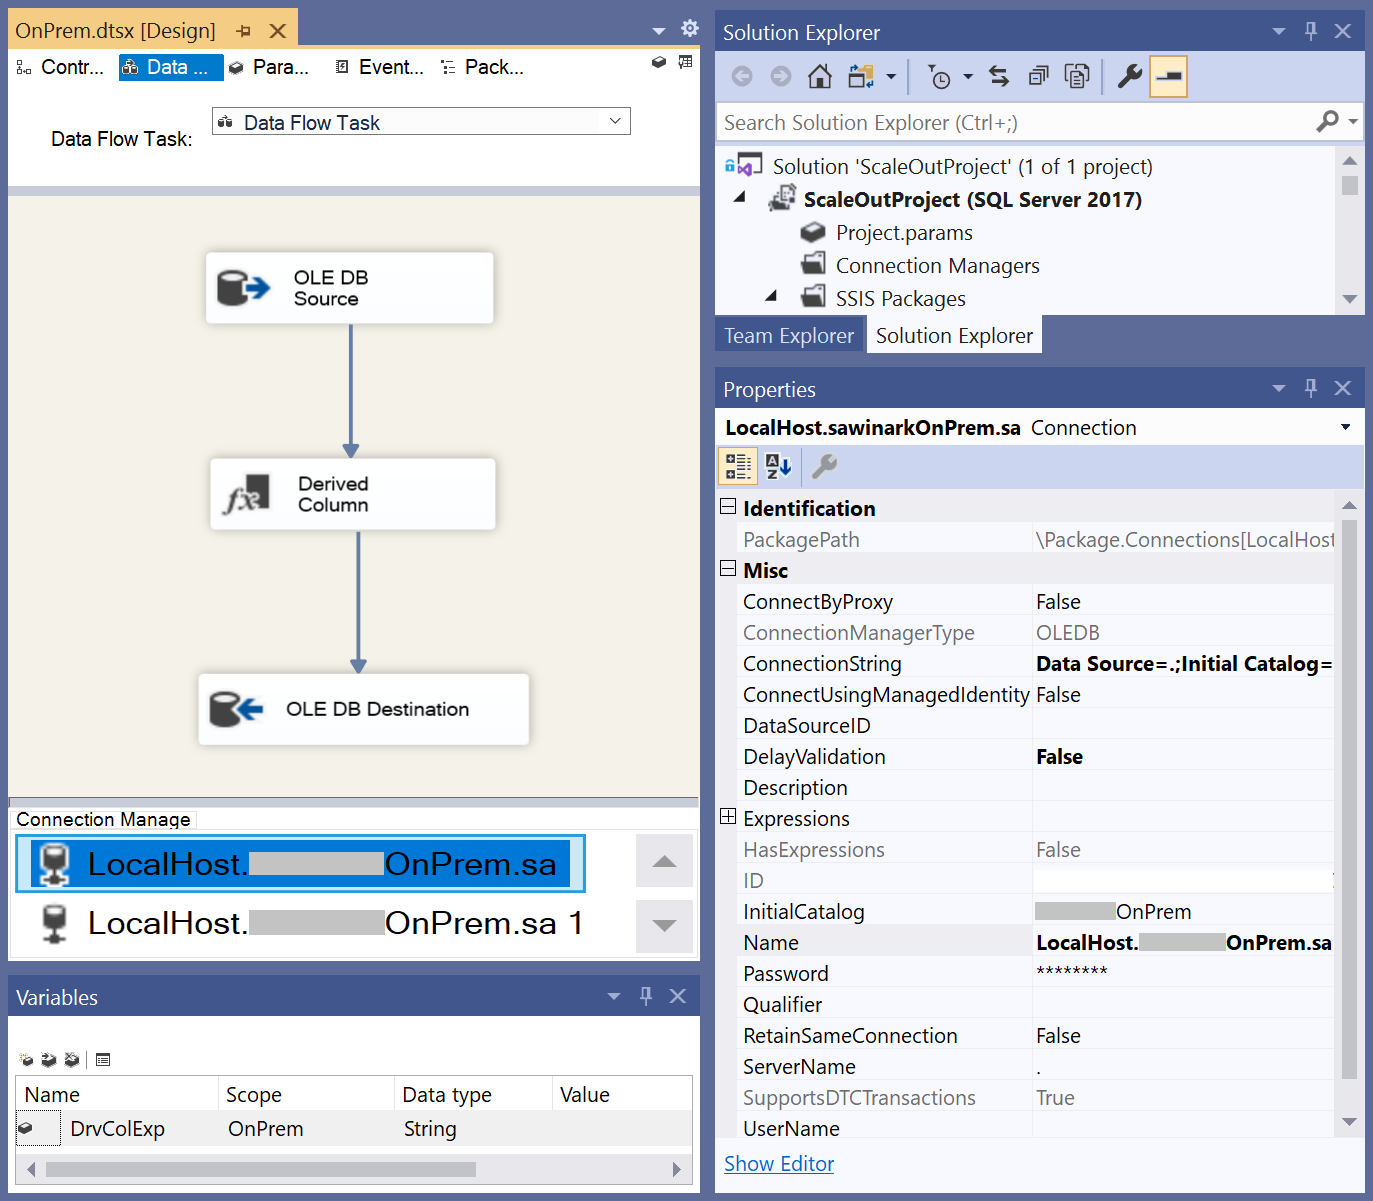 OnPrem.dtsx [Design]
Contr...
Data ...
Para...
Event...
Pack...
Data Flow Task:
Data Flow Task
OLE DB
Source
Derived
Column
OLE DB Destination
Connection Manage
LocalHost. OnPrem.sa
LocalHost. OnPrem.sa 1
Variables
Name Scope Data type Value
DrvColExp OnPrem String
Solution Explorer
Search Solution Explorer (Ctrl+;)
Solution 'ScaleOutProject' (1 of 1 project)
ScaleOutProject (SQL Server 2017)
Project.params
Connection Managers
SSIS Packages
Team Explorer Solution Explorer
Properties
LocalHost.sawinarkOnPrem.sa Connection
Identification
PackagePath \Package.Connections[LocalHost
Misc
ConnectByProxy False
ConnectionManagerType OLEDB
ConnectionString Data Source=.;Initial Catalog=
ConnectUsingManagedIdentity False
DataSourceID
DelayValidation False
Description
Expressions
HasExpressions False
ID
InitialCatalog OnPrem
Name LocalHost. OnPrem.sa
Password ********
Qualifier
RetainSameConnection False
ServerName .
SupportsDTCTransactions True
UserName
Show Editor